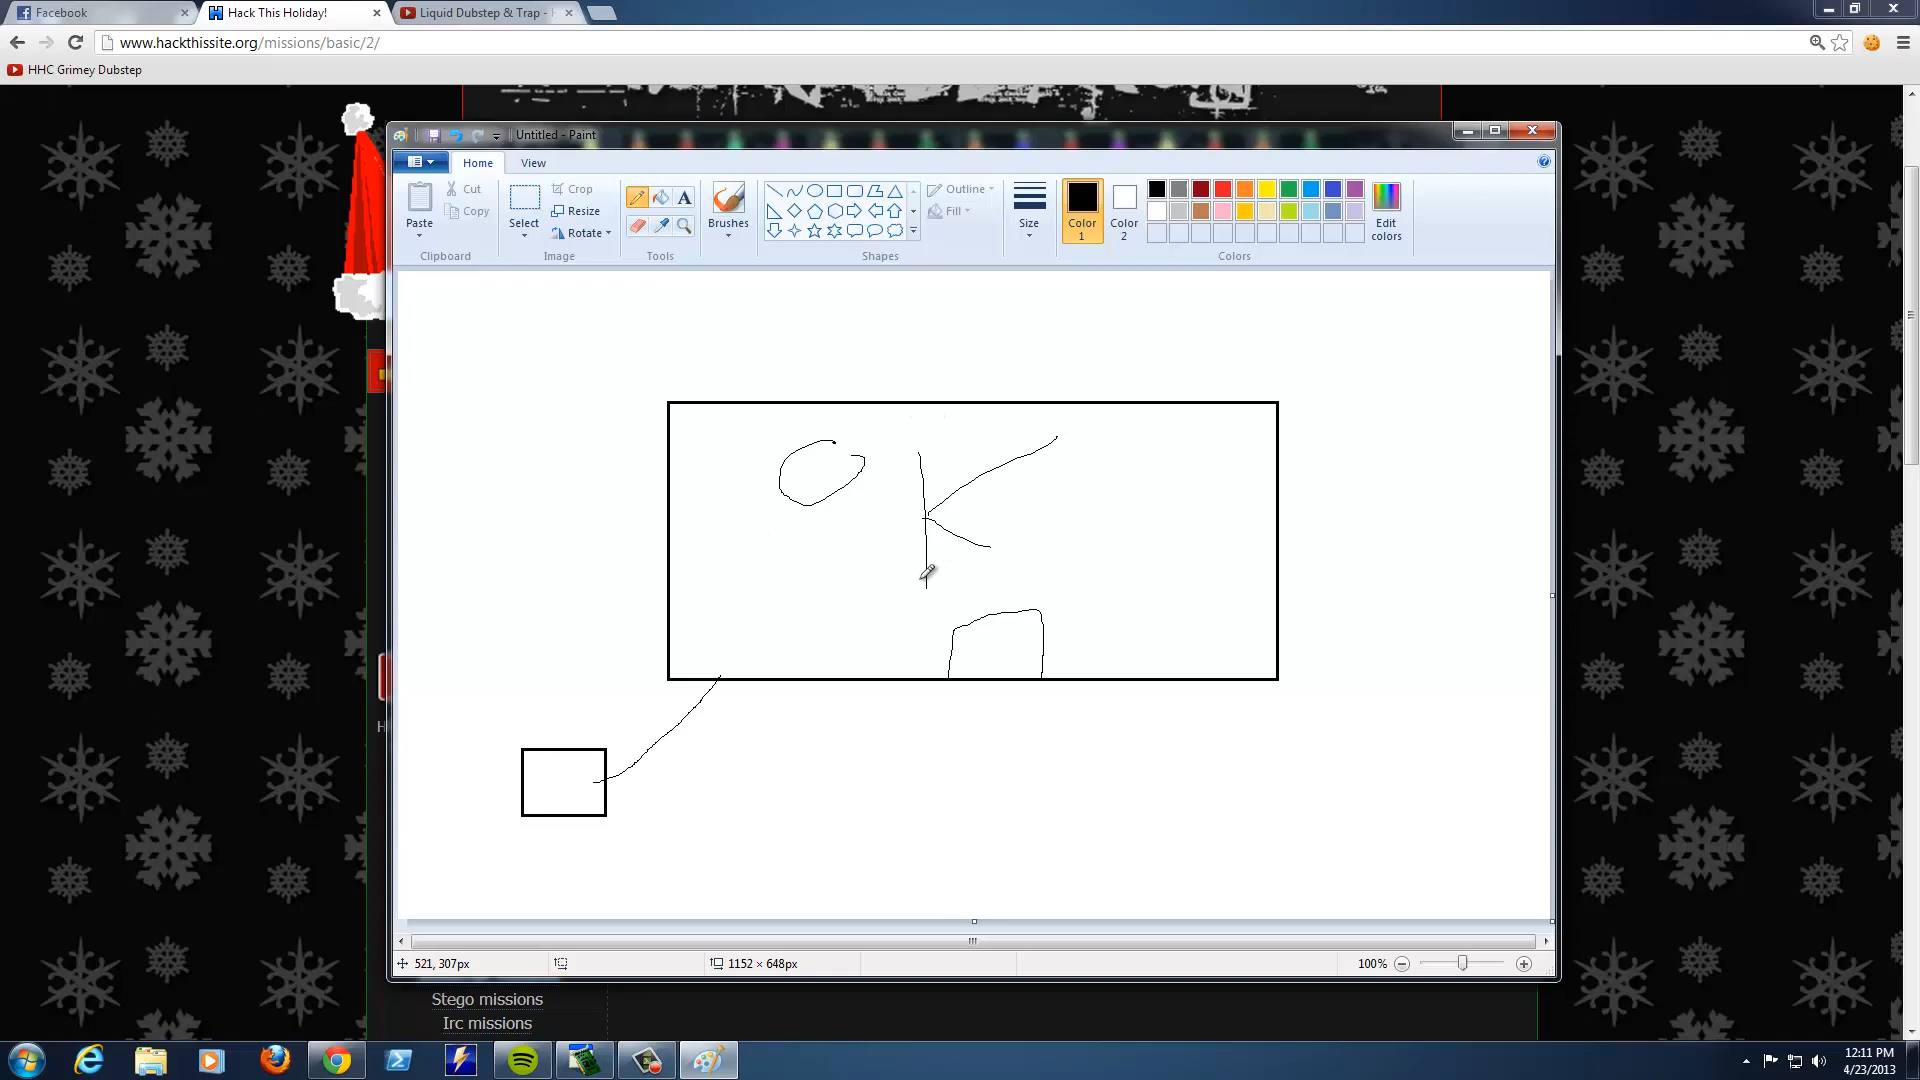 Facebook
Hack This Holiday!
Liquid Dubstep & Trap -
www.hackthissite.org/missions/basic/2/
HHC Grimey Dubstep
Untitled - Paint
Home
View
Paste
Cut
Copy
Clipboard
Select
Crop
Resize
Rotate
Image
A
Tools
Brushes
Shapes
Outline
Fill
Size
Color 1
Color 2
Edit colors
Colors
OK
521, 307px
1152 × 648px
100%
Stego missions
Irc missions
12:11 PM
4/23/2013